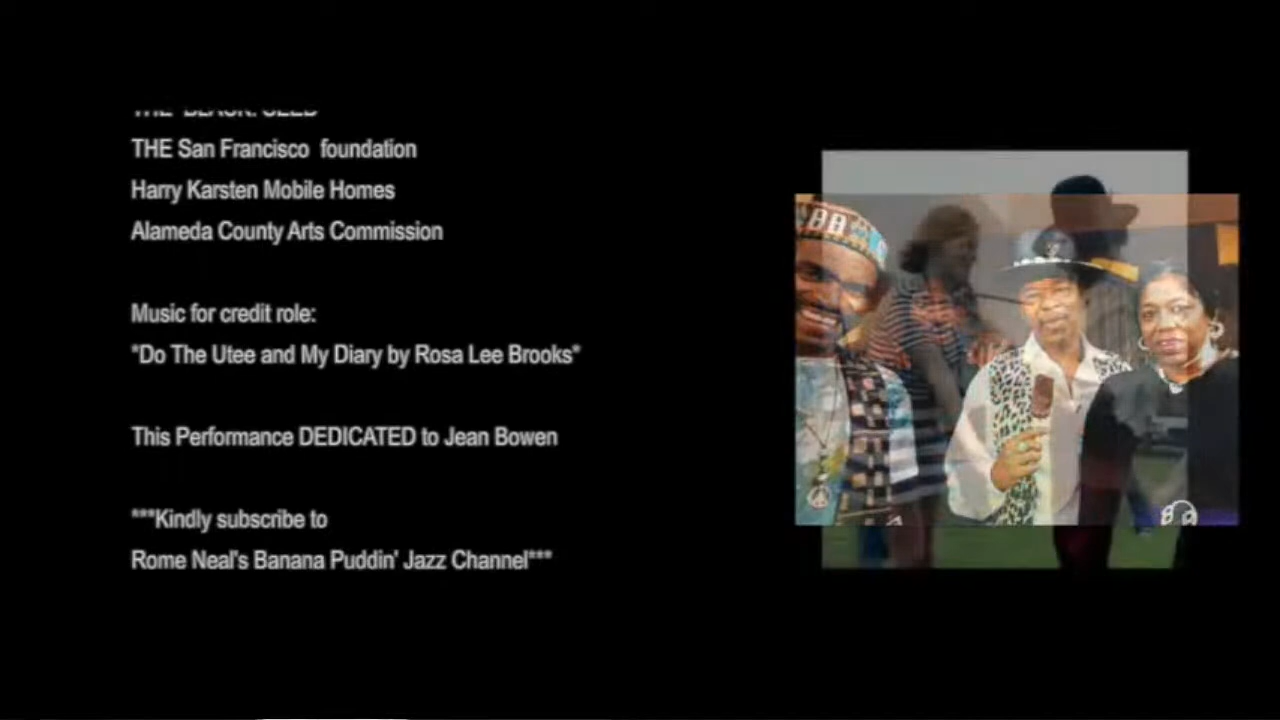 THE San Francisco foundation
Harry Karsten Mobile Homes
Alameda County Arts Commission
Music for credit role:
"Do The Utee and My Diary by Rosa Lee Brooks"
This Performance DEDICATED to Jean Bowen
***Kindly subscribe to
Rome Neal's Banana Puddin' Jazz Channel***